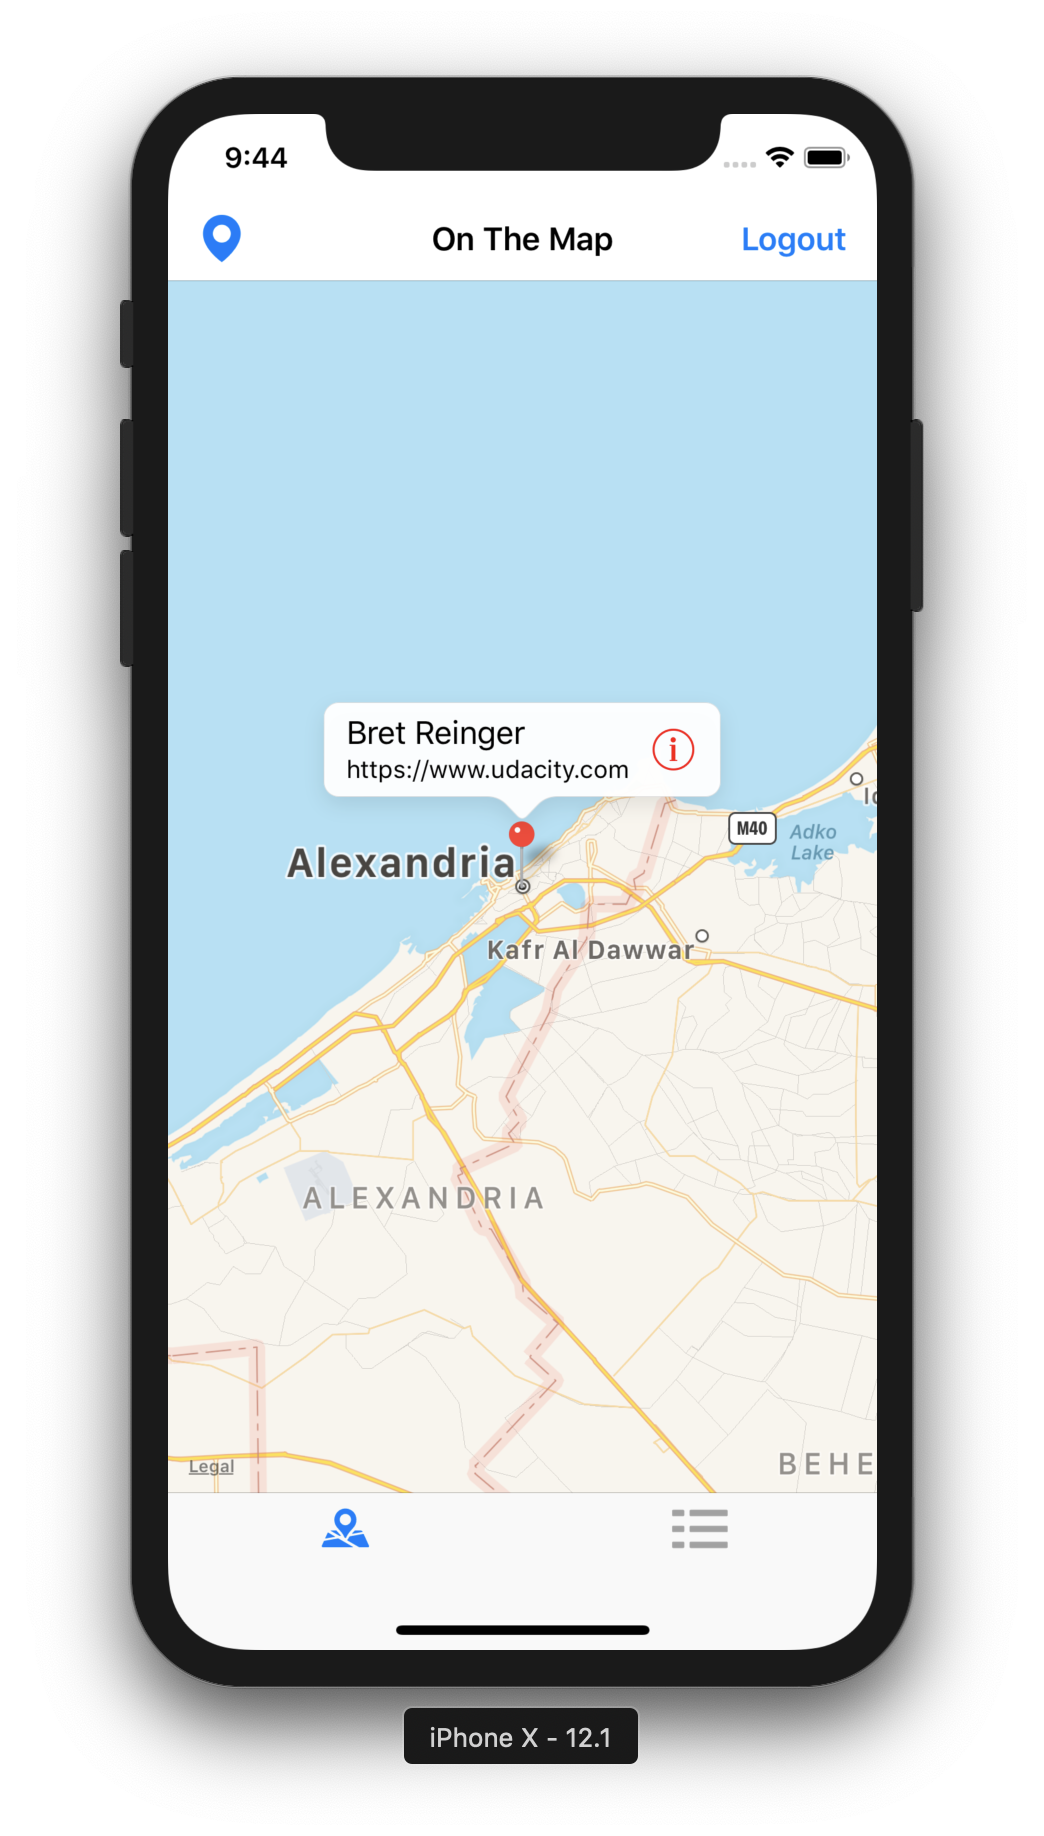 9:44
On The Map
Logout
Bret Reinger
https://www.udacity.com
i
M40
Adko
Lake
Alexandria
Kafr Al Dawwar
ALEXANDRIA
BEHE
Legal
iPhone X - 12.1